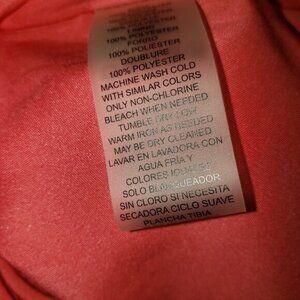 LINING
100% POLYESTER
FORRO
100% POLIESTER
DOUBLURE
100% POLYESTER
MACHINE WASH COLD
WITH SIMILAR COLORS
ONLY NON-CHLORINE
BLEACH WHEN NEEDED
TUMBLE DRY LOW
WARM IRON AS NEEDED
MAY BE DRY CLEANED
LAVAR EN LAVADORA CON
AGUA FRIA Y
COLORES IGUALES
SOLO BLANQUEADOR
SIN CLORO SI NECESITA
SECADORA CICLO SUAVE
PLANCHA TIBIA